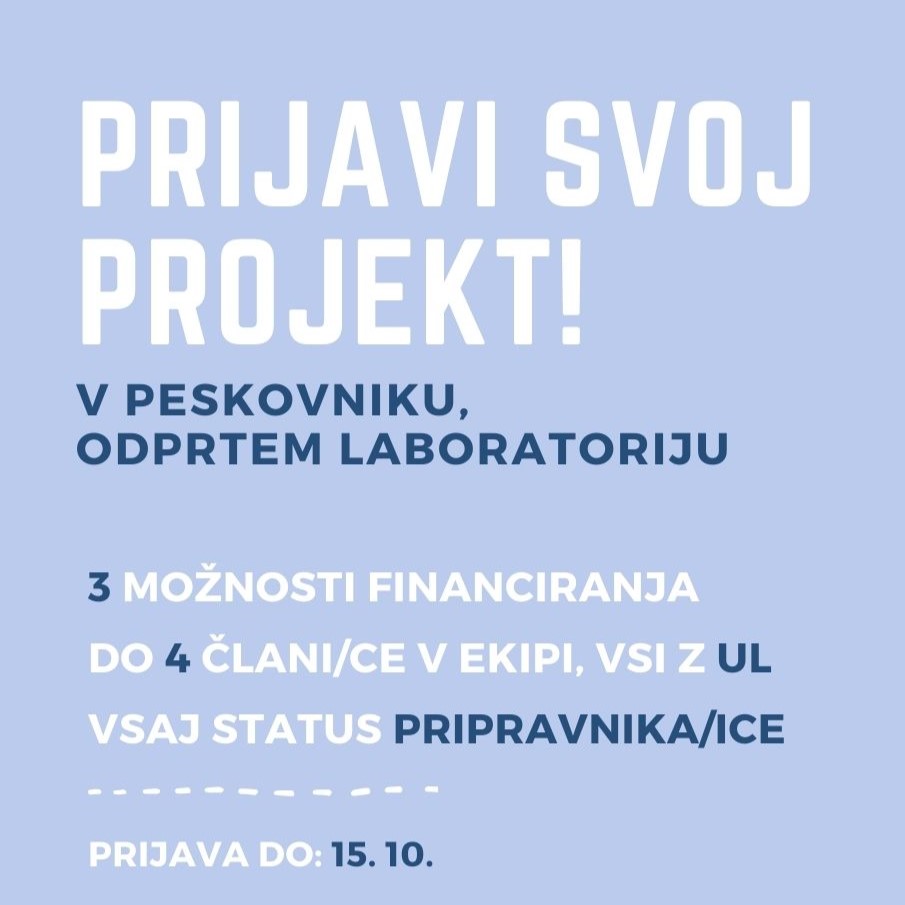 PRIJAVI SVOJ
PROJEKT!
V PESKOVNIKU,
ODPRTEM LABORATORIJU
3 MOŽNOSTI FINANCIRANJA
DO 4 ČLANI/CE V EKIPI, VSI Z UL
VSAJ STATUS PRIPRAVNIKA/ICE
PRIJAVA DO: 15. 10.